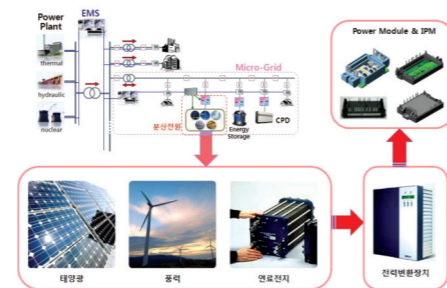 Power
Plant
EMS
thermal
hydraulic
nuclear
Micro-Grid
분산전원
Energy
Storage
CPD
Power Module & IPM
태양광
풍력
연료전지
전력변환장치